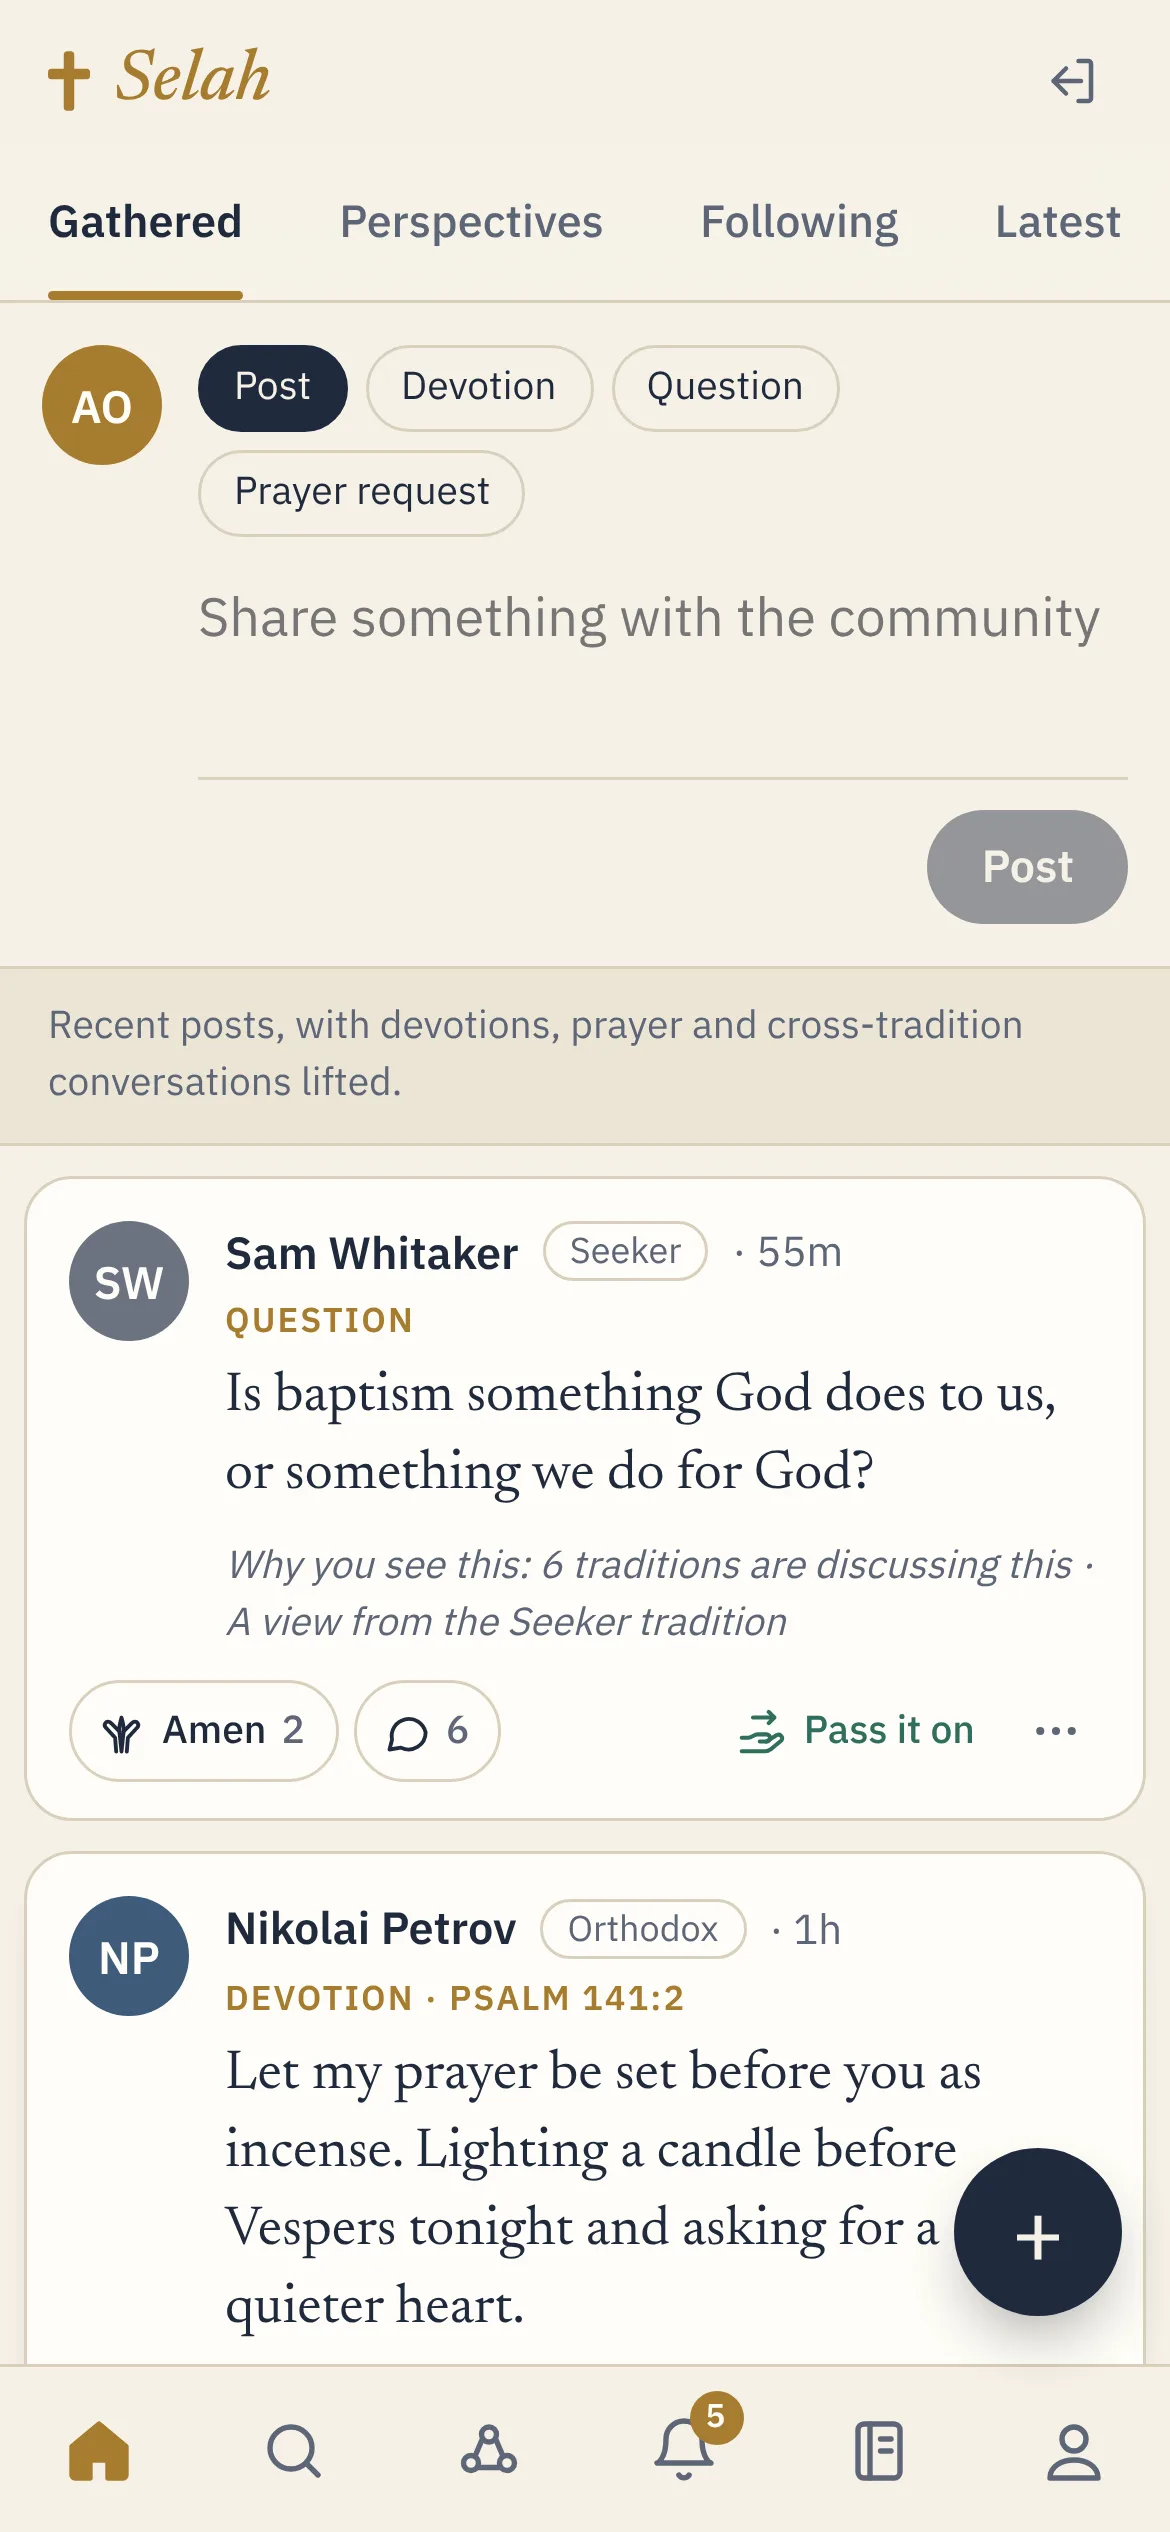 Selah
Gathered Perspectives Following Latest
AO
Post Devotion Question
Prayer request
Share something with the community
Post
Recent posts, with devotions, prayer and cross-tradition
conversations lifted.
SW
Sam Whitaker Seeker · 55m
QUESTION
Is baptism something God does to us,
or something we do for God?
Why you see this: 6 traditions are discussing this ·
A view from the Seeker tradition
Amen 2 6 Pass it on
NP
Nikolai Petrov Orthodox · 1h
DEVOTION · PSALM 141:2
Let my prayer be set before you as
incense. Lighting a candle before
Vespers tonight and asking for a
quieter heart.
5